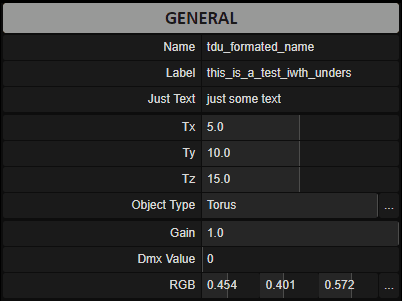 GENERAL
Name tdu_formated_name
Label this_is_a_test_iwth_unders
Just Text just some text
Tx 5.0
Ty 10.0
Tz 15.0
Object Type Torus ...
Gain 1.0
Dmx Value 0
RGB 0.454 0.401 0.572 ...